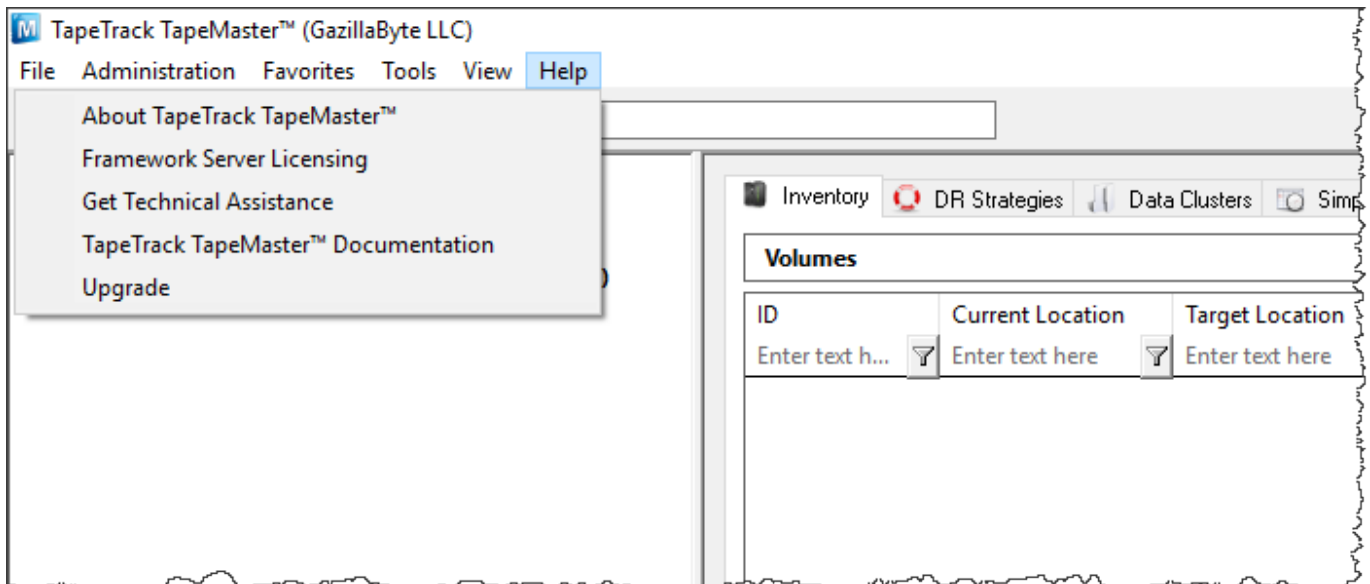 TapeTrack TapeMaster™ (GazillaByte LLC)
File Administration Favorites Tools View Help
About TapeTrack TapeMaster™
Framework Server Licensing
Get Technical Assistance
TapeTrack TapeMaster™ Documentation
Upgrade
Inventory DR Strategies Data Clusters
Volumes
ID Current Location Target Location
Enter text h... Enter text here Enter text here